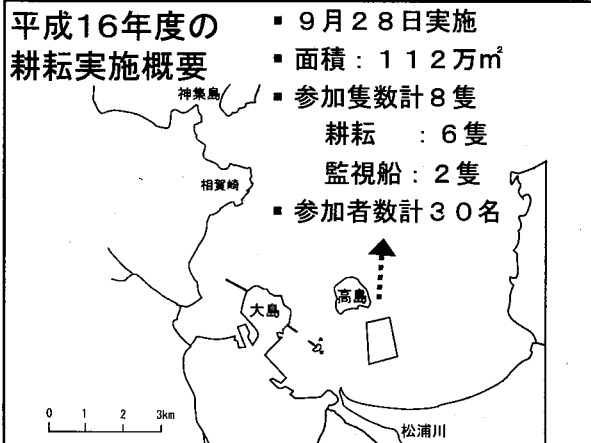 平成16年度の
耕耘実施概要
▪ ９月２８日実施
▪ 面積：１１２万㎡
▪ 参加隻数計８隻
耕耘　：６隻
監視船：２隻
▪ 参加者数計３０名
神集島
相賀崎
大島
高島
松浦川
0 1 2 3km